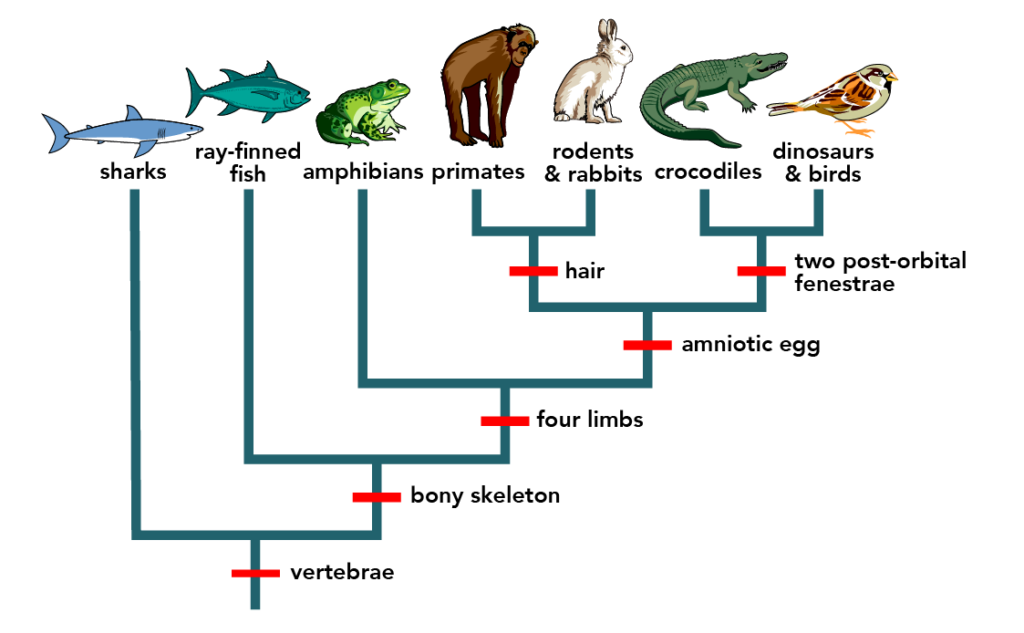 sharks
ray-finned
fish
amphibians
primates
rodents
& rabbits
crocodiles
dinosaurs
& birds
hair
two post-orbital
fenestrae
amniotic egg
four limbs
bony skeleton
vertebrae